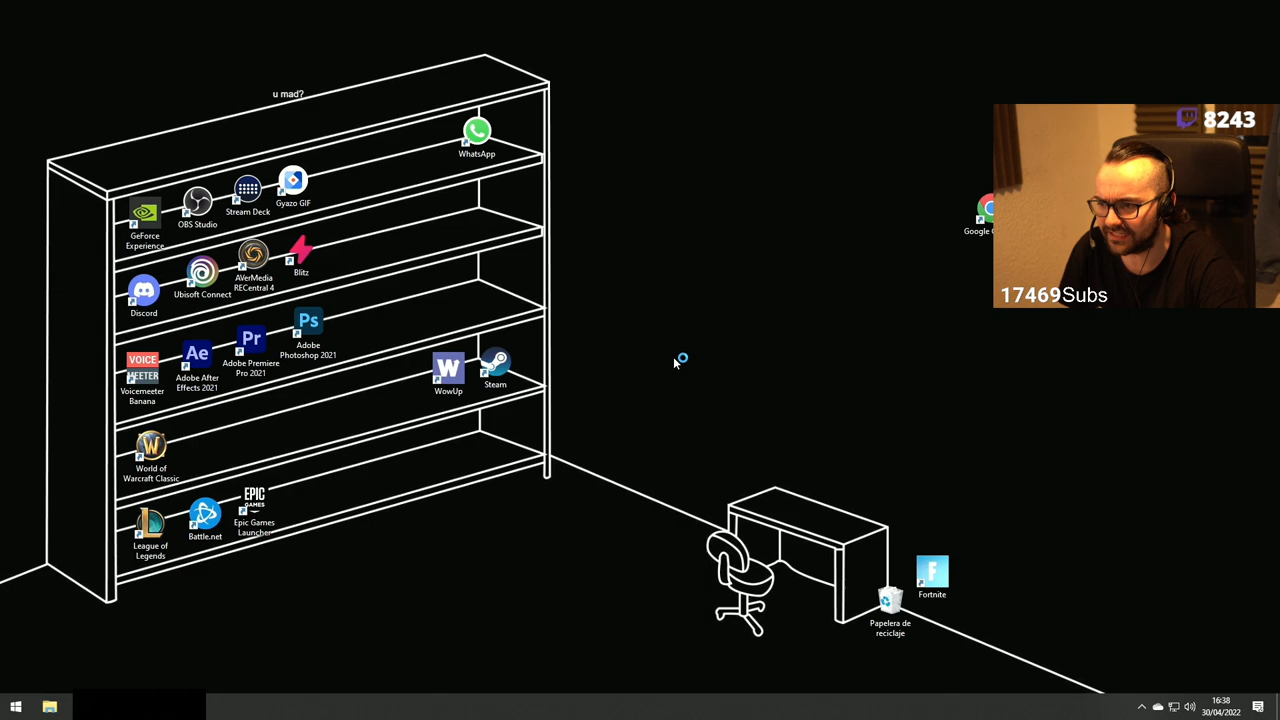 u mad?
8243
WhatsApp
Gyazo GIF
Stream Deck
OBS Studio
GeForce
Experience
Google C
17469Subs
Blitz
AVerMedia
RECentral 4
Ubisoft Connect
Discord
Ps
Adobe
Photoshop 2021
Pr
Adobe Premiere
Pro 2021
Ae
Adobe After
Effects 2021
VOICE
MEETER
Voicemeeter
Banana
W
WowUp
Steam
W
World of
Warcraft Classic
EPIC
GAMES
Epic Games
Launcher
Battle.net
L
League of
Legends
F
Fortnite
Papelera de
reciclaje
16:38
30/04/2022